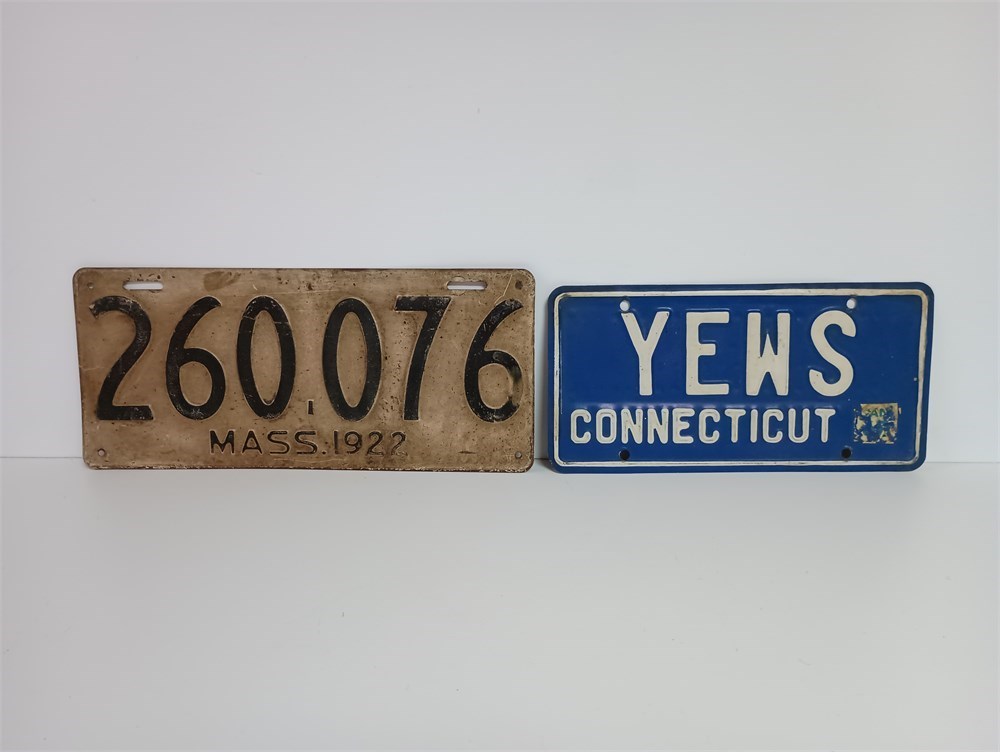 260,076
MASS.1922
YEWS
CONNECTICUT